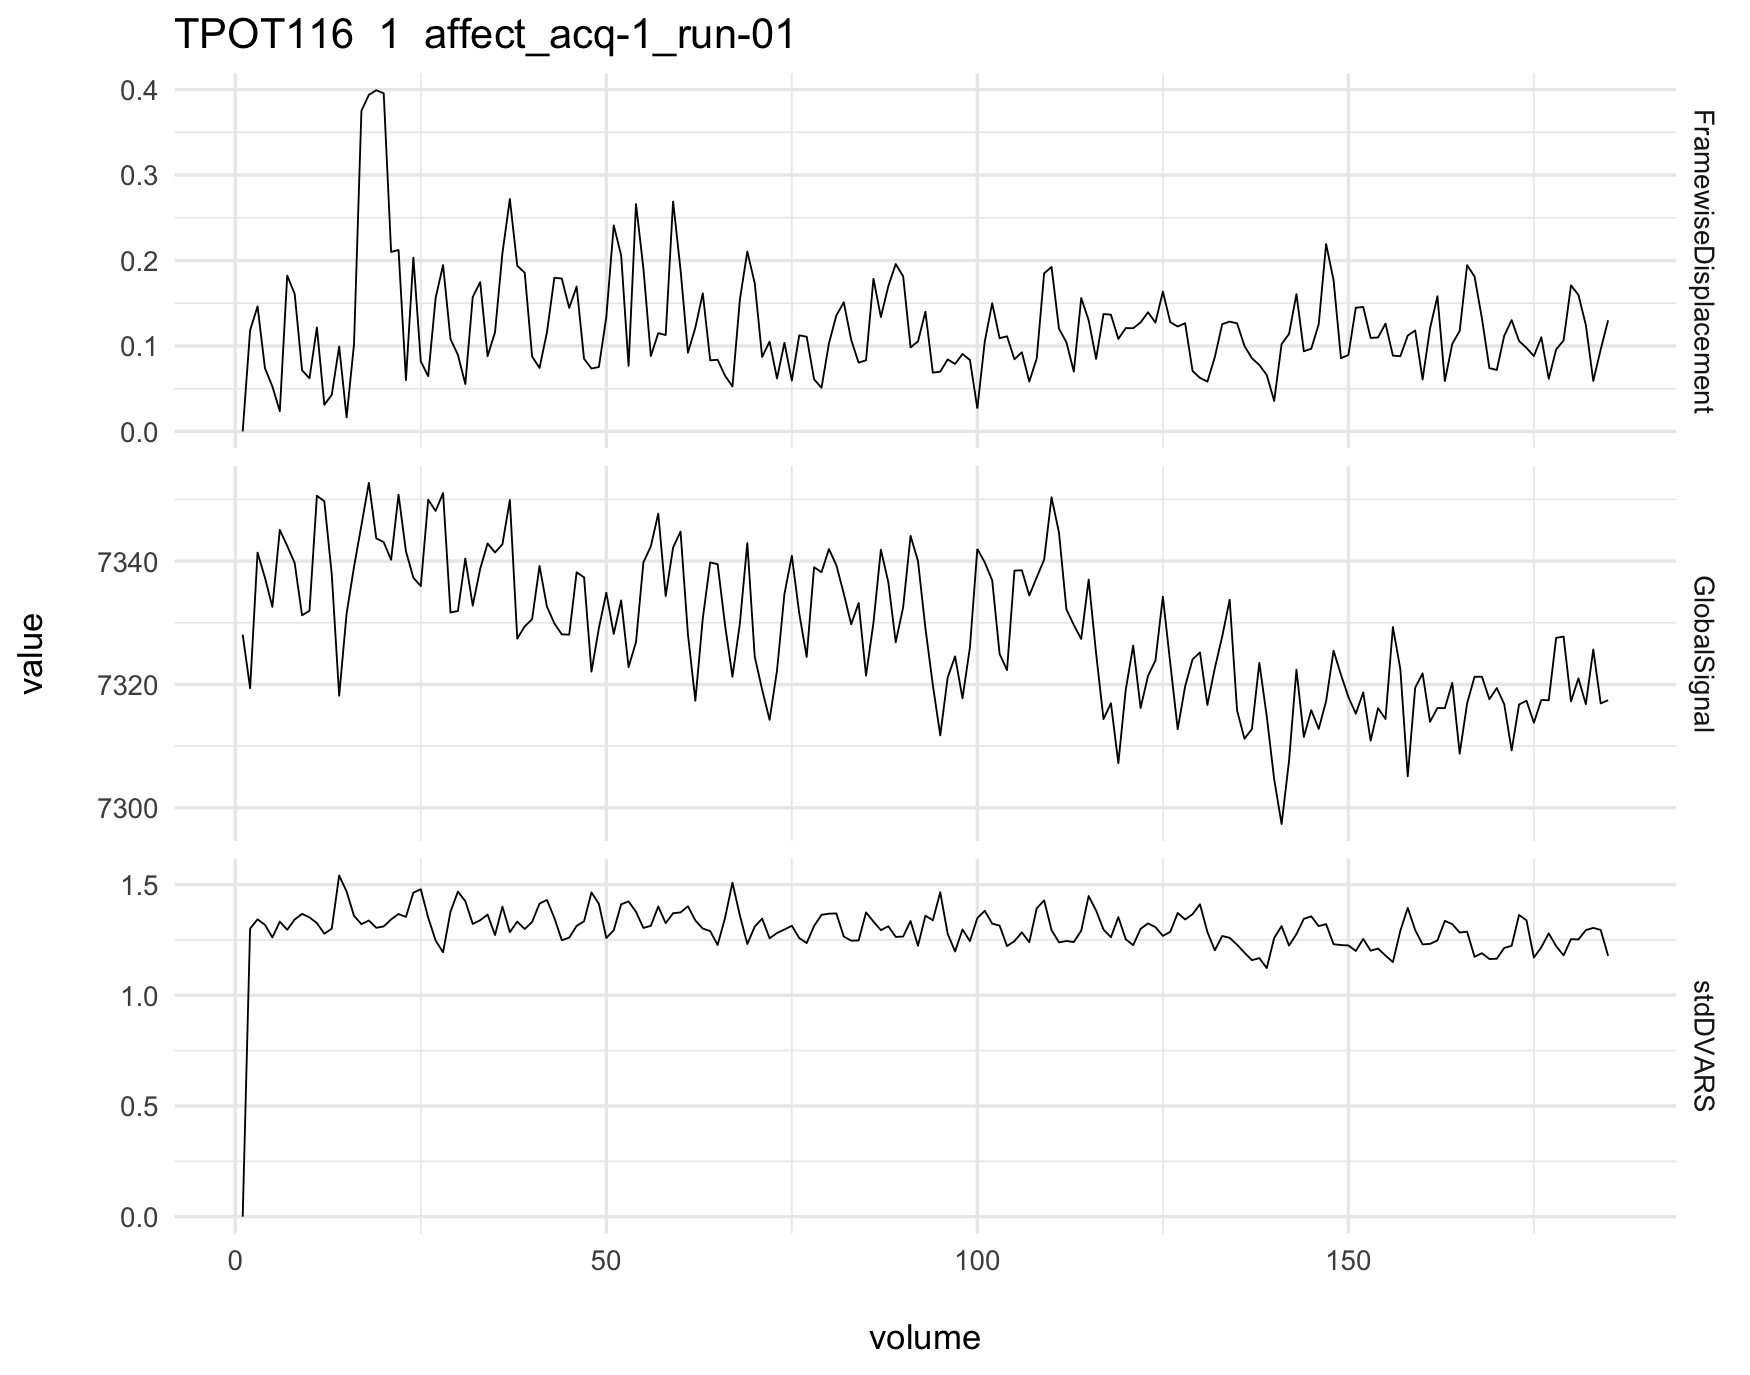 TPOT116 1 affect_acq-1_run-01
0.4
0.3
0.2
0.1
0.0
FramewiseDisplacement
7340
7320
7300
GlobalSignal
value
1.5
1.0
0.5
0.0
stdDVARS
0 50 100 150
volume